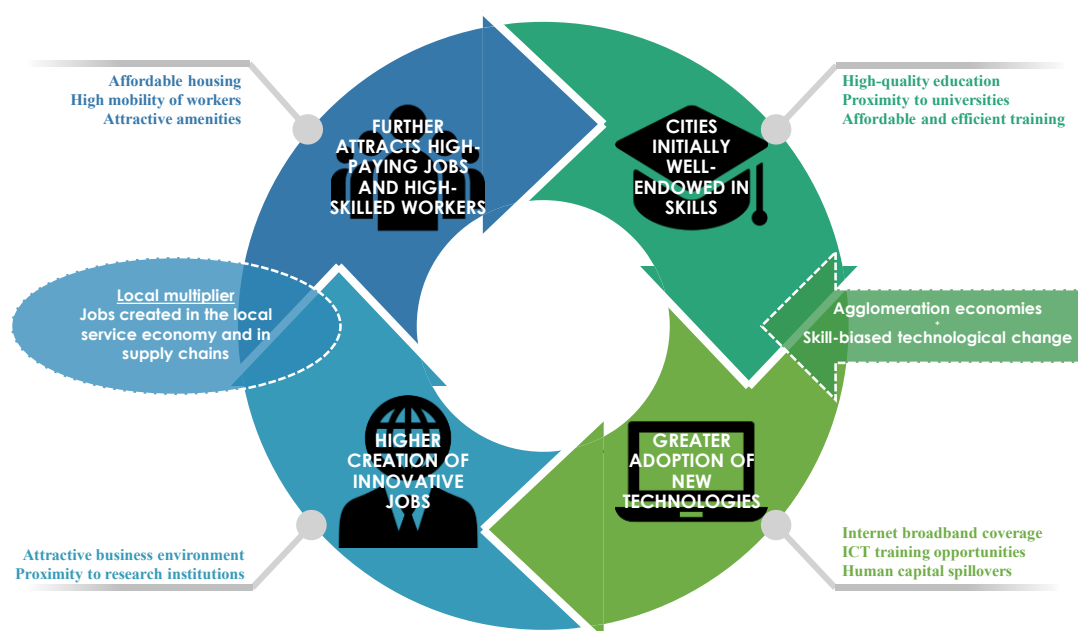 Affordable housing
High mobility of workers
Attractive amenities
FURTHER
ATTRACTS HIGH-
PAYING JOBS
AND HIGH-
SKILLED WORKERS
CITIES
INITIALLY
WELL-
ENDOWED IN
SKILLS
High-quality education
Proximity to universities
Affordable and efficient training
Local multiplier
Jobs created in the local
service economy and in
supply chains
Agglomeration economies
+
Skill-biased technological change
HIGHER
CREATION OF
INNOVATIVE
JOBS
GREATER
ADOPTION OF
NEW
TECHNOLOGIES
Attractive business environment
Proximity to research institutions
Internet broadband coverage
ICT training opportunities
Human capital spillovers